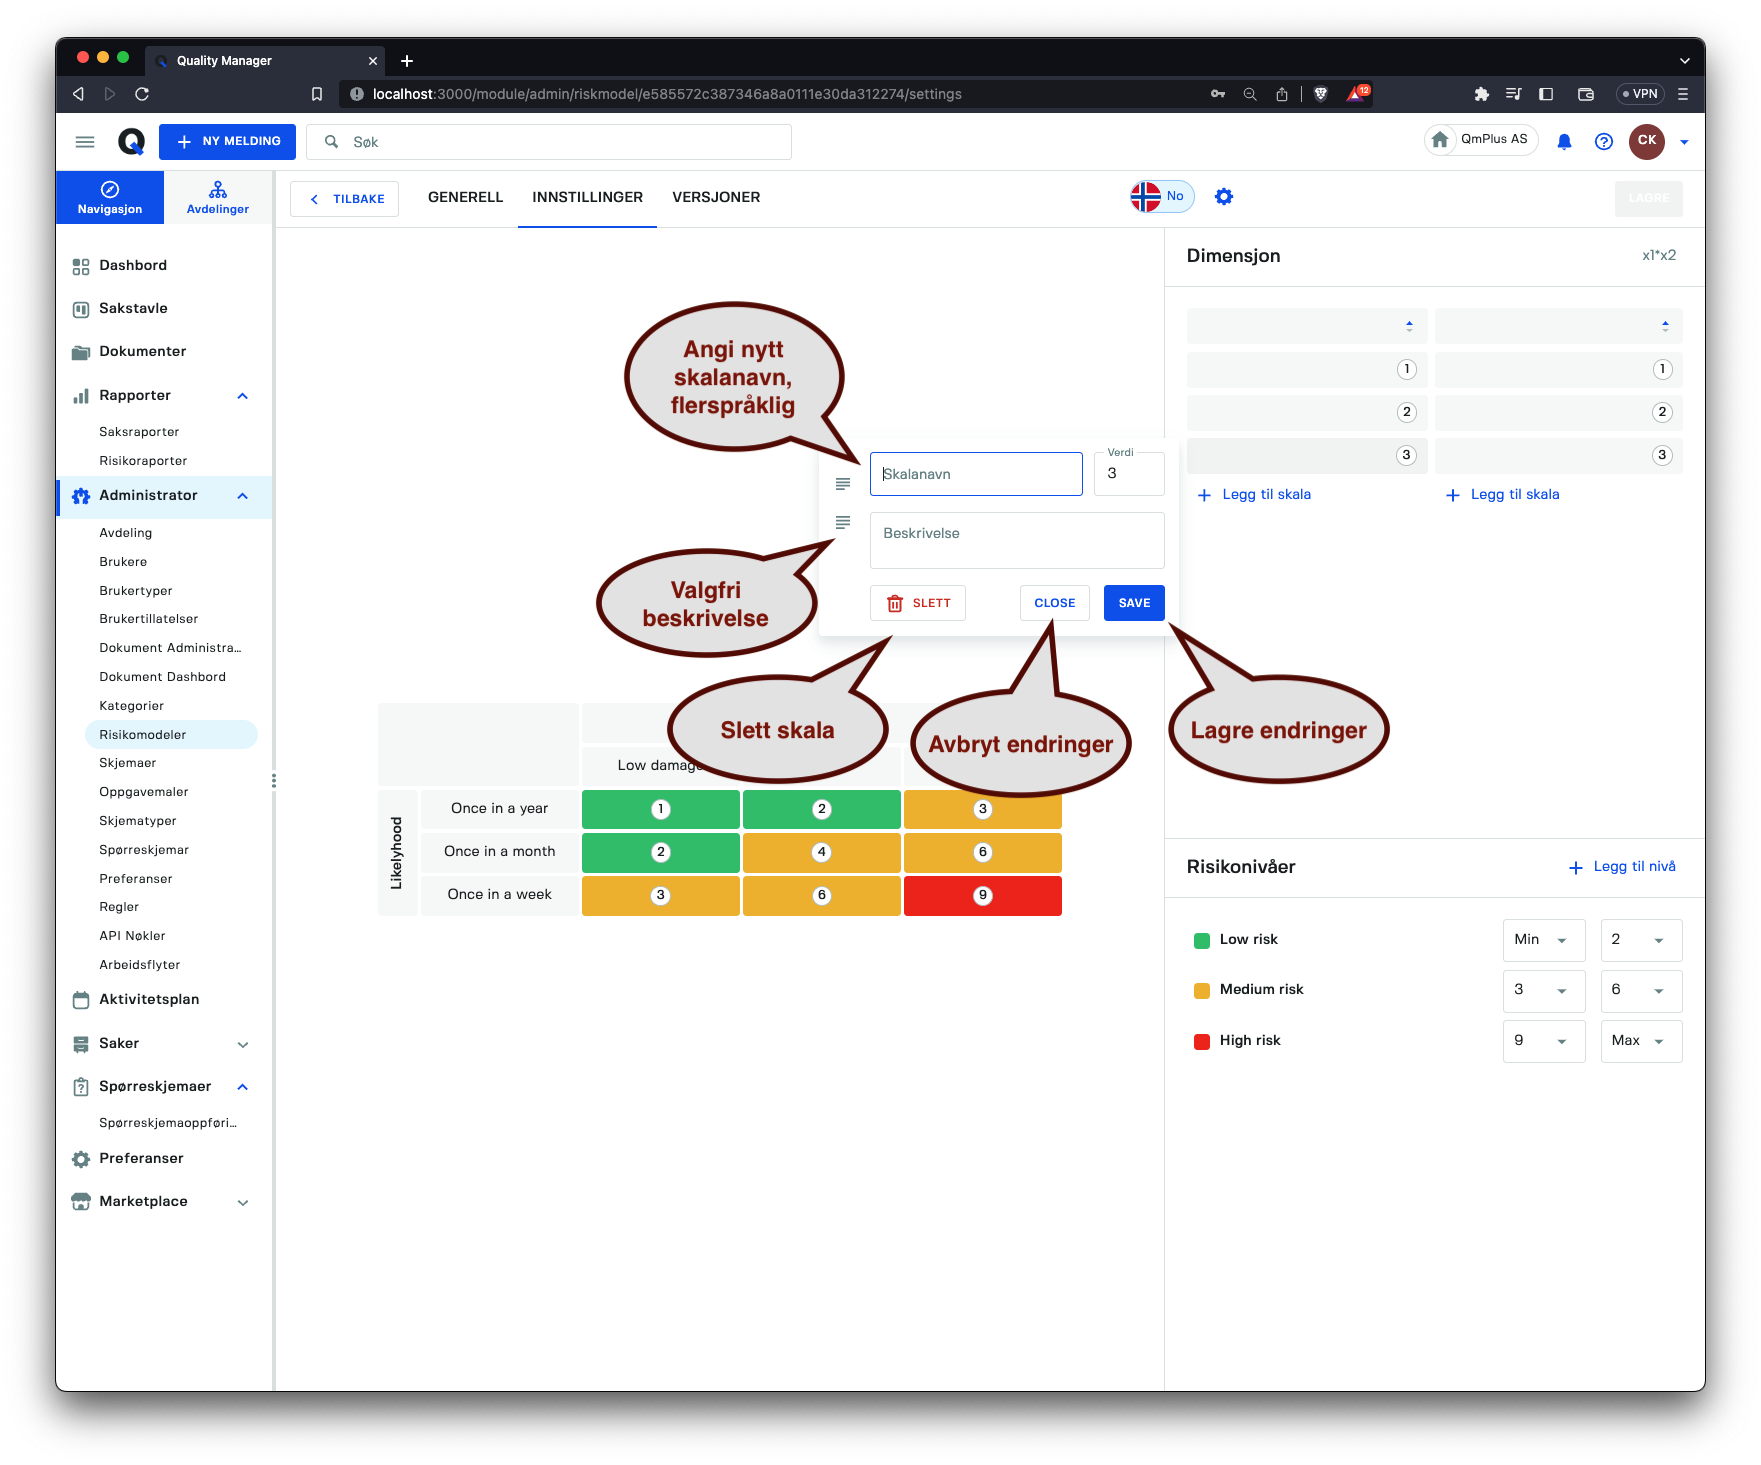 Quality Manager
localhost:3000/module/admin/riskmodel/e585572c387346a8a0111e30da312274/settings
12
VPN
NY MELDING
Søk
QmPlus AS
CK
Navigasjon
Avdelinger
TILBAKE
GENERELL
INNSTILLINGER
VERSJONER
No
LAGRE
Dashbord
Sakstavle
Dokumenter
Rapporter
Saksraporter
Risikoraporter
Administrator
Avdeling
Brukere
Brukertyper
Brukertillatelser
Dokument Administra...
Dokument Dashbord
Kategorier
Risikomodeler
Skjemaer
Oppgavemaler
Skjematyper
Spørreskjemar
Preferanser
Regler
API Nøkler
Arbeidsflyter
Aktivitetsplan
Saker
Spørreskjemaer
Spørreskjemaoppføri...
Preferanser
Marketplace
Angi nytt
skalanavn,
flerspråklig
Skalanavn
Verdi
3
Beskrivelse
SLETT
CLOSE
SAVE
Valgfri
beskrivelse
Slett skala
Avbryt endringer
Lagre endringer
Low damage
Likelyhood
Once in a year
1
2
3
Once in a month
2
4
6
Once in a week
3
6
9
Dimensjon
x1*x2
1
1
2
2
3
3
Legg til skala
Legg til skala
Risikonivåer
Legg til nivå
Low risk
Min
2
Medium risk
3
6
High risk
9
Max